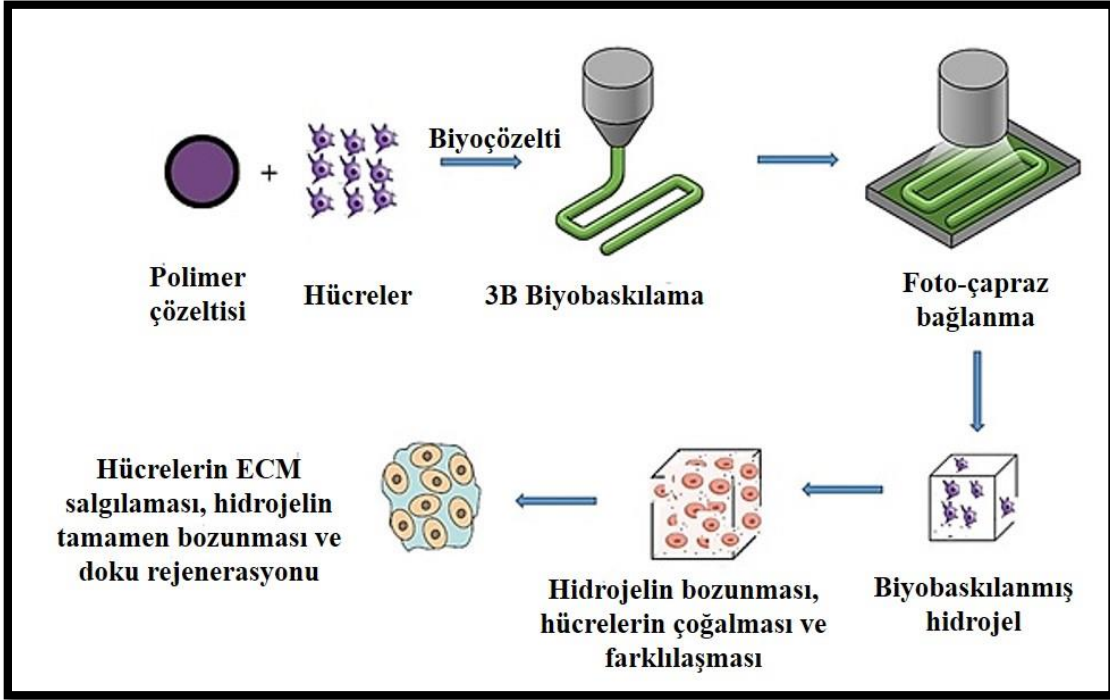 Biyoçözelti
+
Polimer
çözeltisi
Hücreler
3B Biyobaskılama
Foto-çapraz
bağlanma
Biyobaskılanmış
hidrojel
Hidrojelin bozunması,
hücrelerin çoğalması ve
farklılaşması
Hücrelerin ECM
salgılaması, hidrojelin
tamamen bozunması ve
doku rejenerasyonu